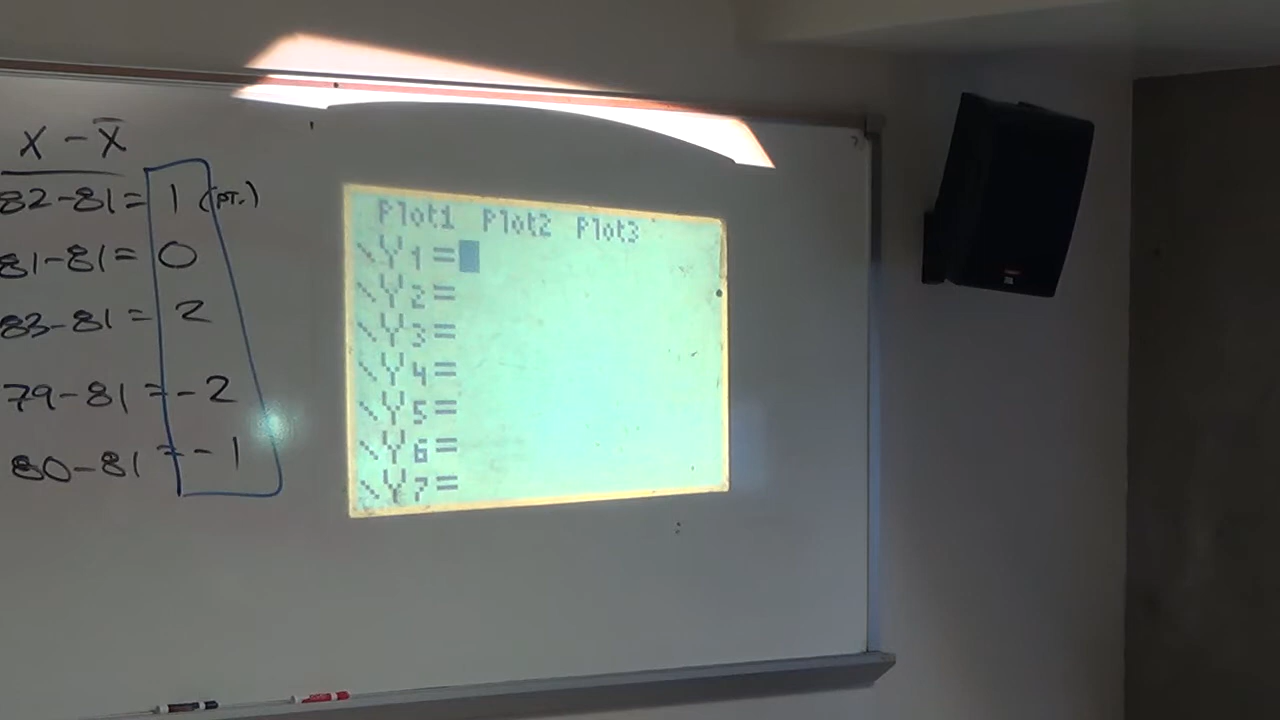 X - X̄
82-81= 1 (pt.)
81-81= 0
83-81= 2
79-81= -2
80-81= -1
Plot1 Plot2 Plot3
\Y1=
\Y2=
\Y3=
\Y4=
\Y5=
\Y6=
\Y7=